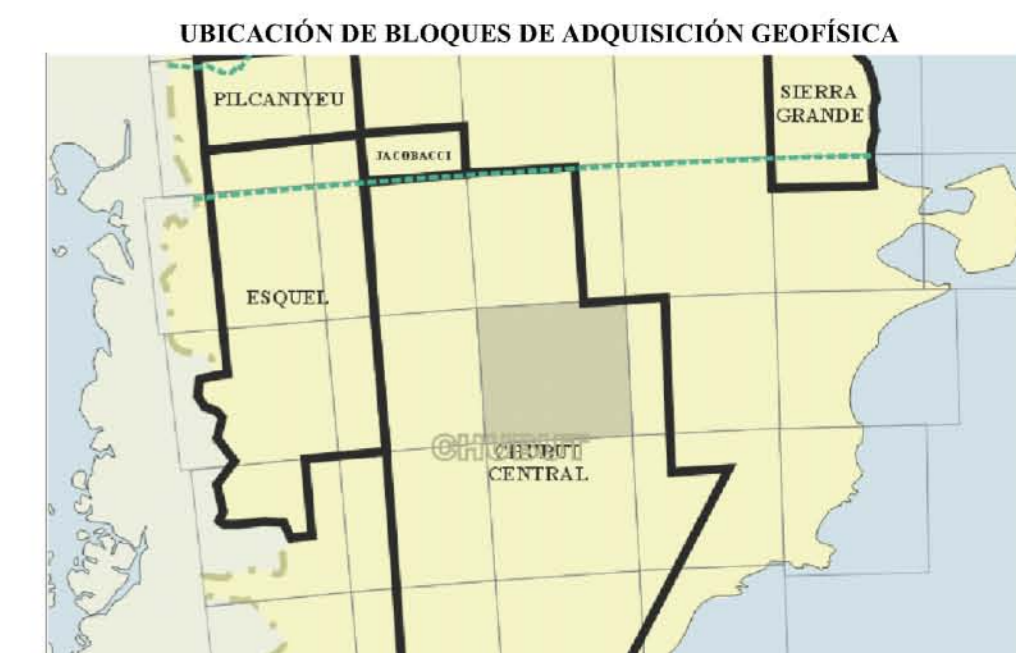 UBICACIÓN DE BLOQUES DE ADQUISICIÓN GEOFÍSICA
PILCANIYEU
SIERRA
GRANDE
JACOBACCI
ESQUEL
CHUBUT
CHUBUT
CENTRAL